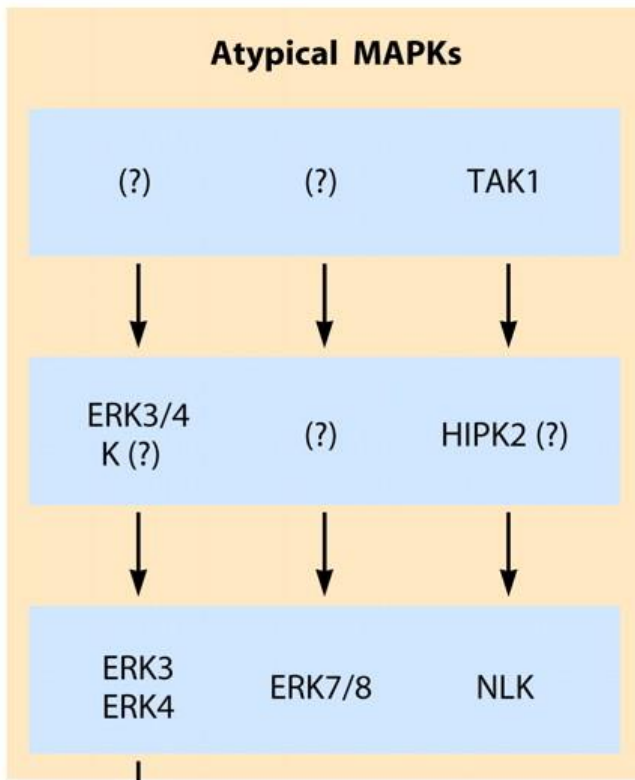 Atypical MAPKs
(?) (?) TAK1
ERK3/4
K (?)
(?)
HIPK2 (?)
ERK3
ERK4
ERK7/8
NLK